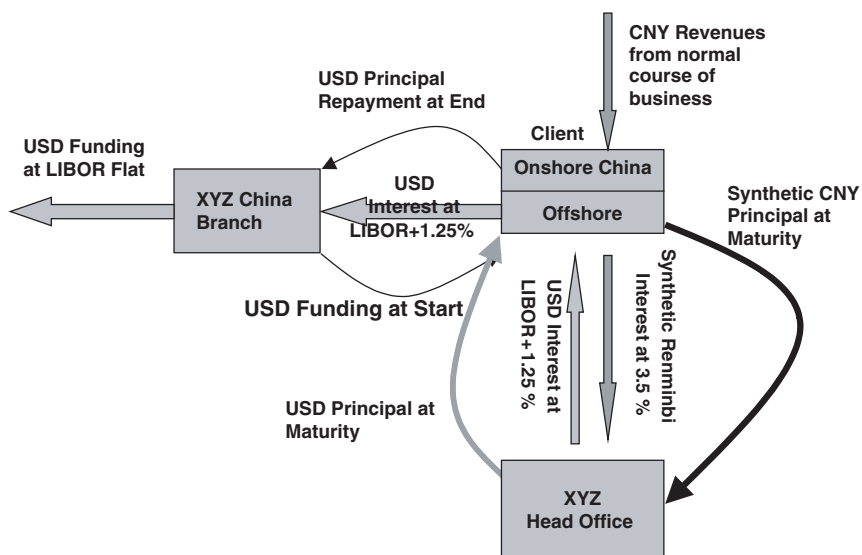 CNY Revenues
from normal
course of
business
USD Principal
Repayment at End
Client
USD Funding
at LIBOR Flat
Onshore China
XYZ China
Branch
USD
Interest at
LIBOR+1.25%
Offshore
Synthetic CNY
Principal at
Maturity
USD Funding at Start
USD Interest at
LIBOR+1.25 %
Synthetic Renminbi
Interest at 3.5 %
USD Principal at
Maturity
XYZ
Head Office